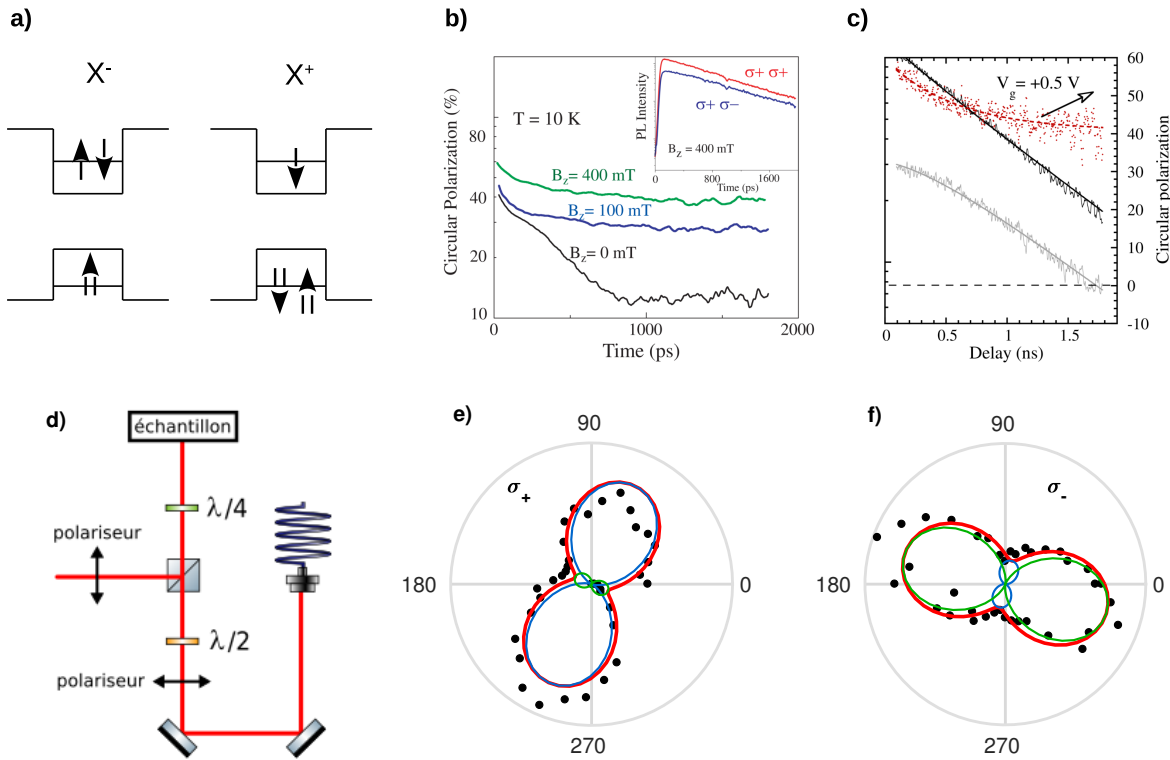 a)
X-
X+
b)
Circular Polarization (%)
80
60
40
20
10
T = 10 K
Bz= 400 mT
Bz= 100 mT
Bz= 0 mT
0
1000
2000
Time (ps)
PL Intensity
σ+ σ+
σ+ σ−
Bz = 400 mT
0
800
1600
Time (ps)
c)
Vg = +0.5 V
60
50
40
30
20
10
0
-10
Circular polarization
0
0.5
1
1.5
Delay (ns)
d)
échantillon
λ/4
polariseur
λ/2
polariseur
e)
90
σ+
180
0
270
f)
90
σ-
180
0
270